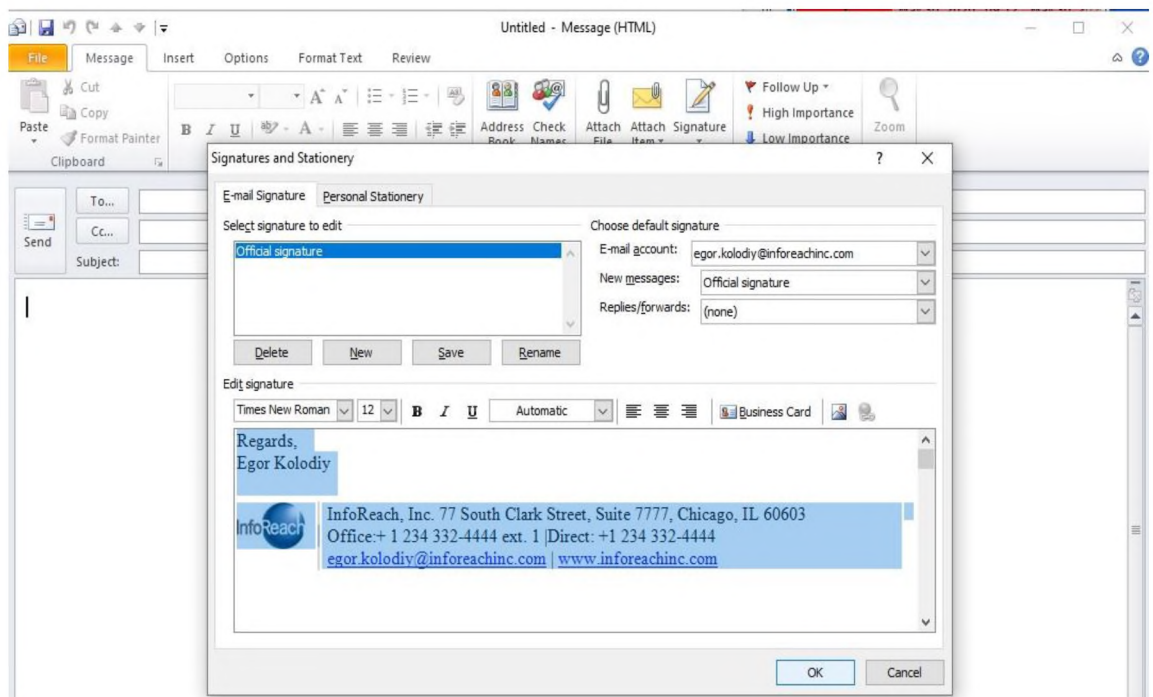 Untitled - Message (HTML)
File Message Insert Options Format Text Review
Cut
Copy
Format Painter
Paste
Clipboard
B I U
Address Book
Check Names
Attach File
Attach Item
Signature
Follow Up
High Importance
Low Importance
Zoom
Send
To...
Cc...
Subject:
Signatures and Stationery
E-mail Signature Personal Stationery
Select signature to edit
Official signature
Delete New Save Rename
Choose default signature
E-mail account: egor.kolodiy@inforeachinc.com
New messages: Official signature
Replies/forwards: (none)
Edit signature
Times New Roman 12 B I U Automatic Business Card
Regards,
Egor Kolodiy
InfoReach
InfoReach, Inc. 77 South Clark Street, Suite 7777, Chicago, IL 60603
Office:+ 1 234 332-4444 ext. 1 |Direct: +1 234 332-4444
egor.kolodiy@inforeachinc.com | www.inforeachinc.com
OK Cancel